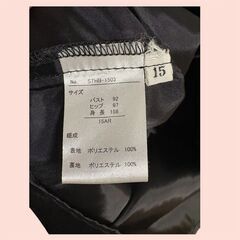 No. STHB-1503
サイズ
バスト 92
ヒップ 97
身長 158
15AR
組成
表地 ポリエステル 100%
裏地 ポリエステル 100%
15